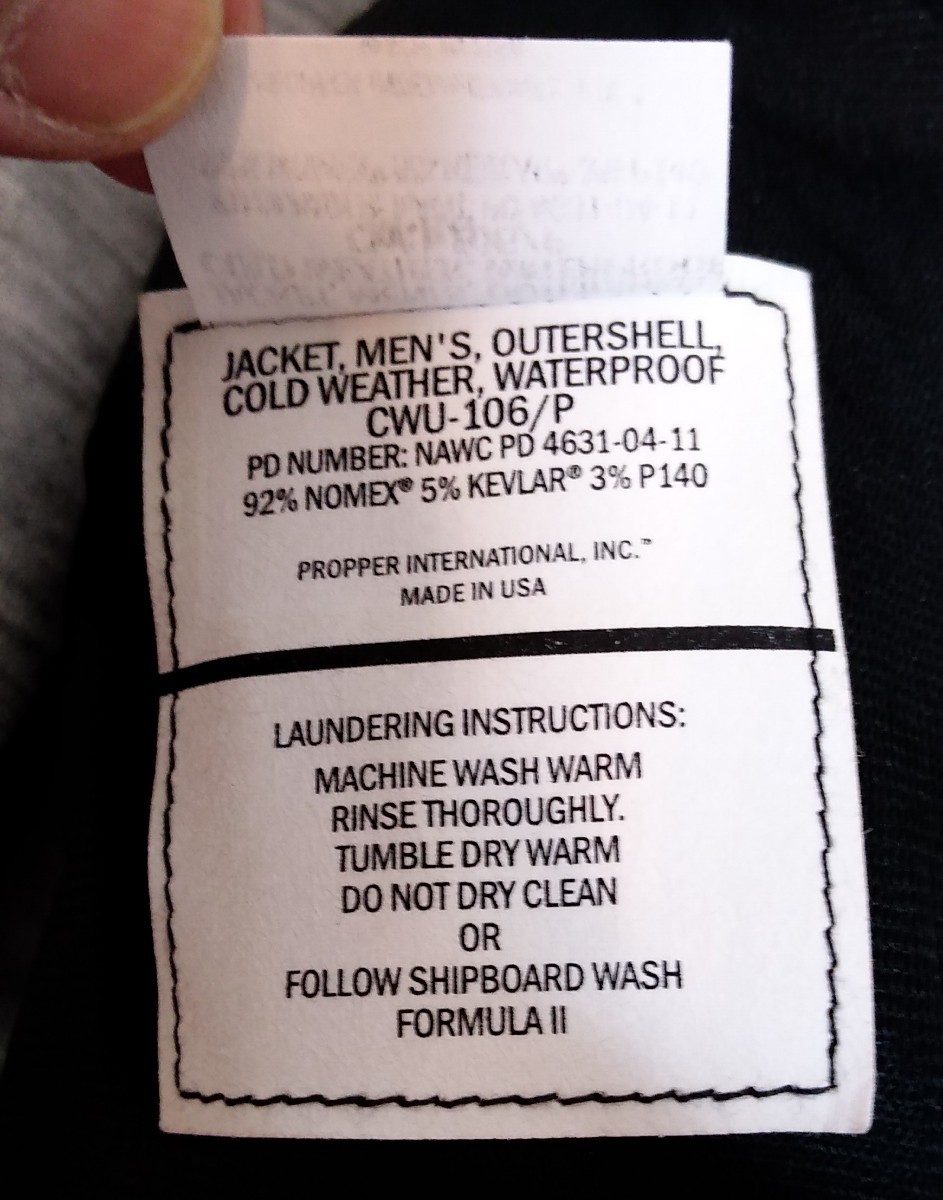 JACKET, MEN'S, OUTERSHELL,
COLD WEATHER, WATERPROOF
CWU-106/P
PD NUMBER: NAWC PD 4631-04-11
92% NOMEX® 5% KEVLAR® 3% P140
PROPPER INTERNATIONAL, INC.™
MADE IN USA
LAUNDERING INSTRUCTIONS:
MACHINE WASH WARM
RINSE THOROUGHLY.
TUMBLE DRY WARM
DO NOT DRY CLEAN
OR
FOLLOW SHIPBOARD WASH
FORMULA II